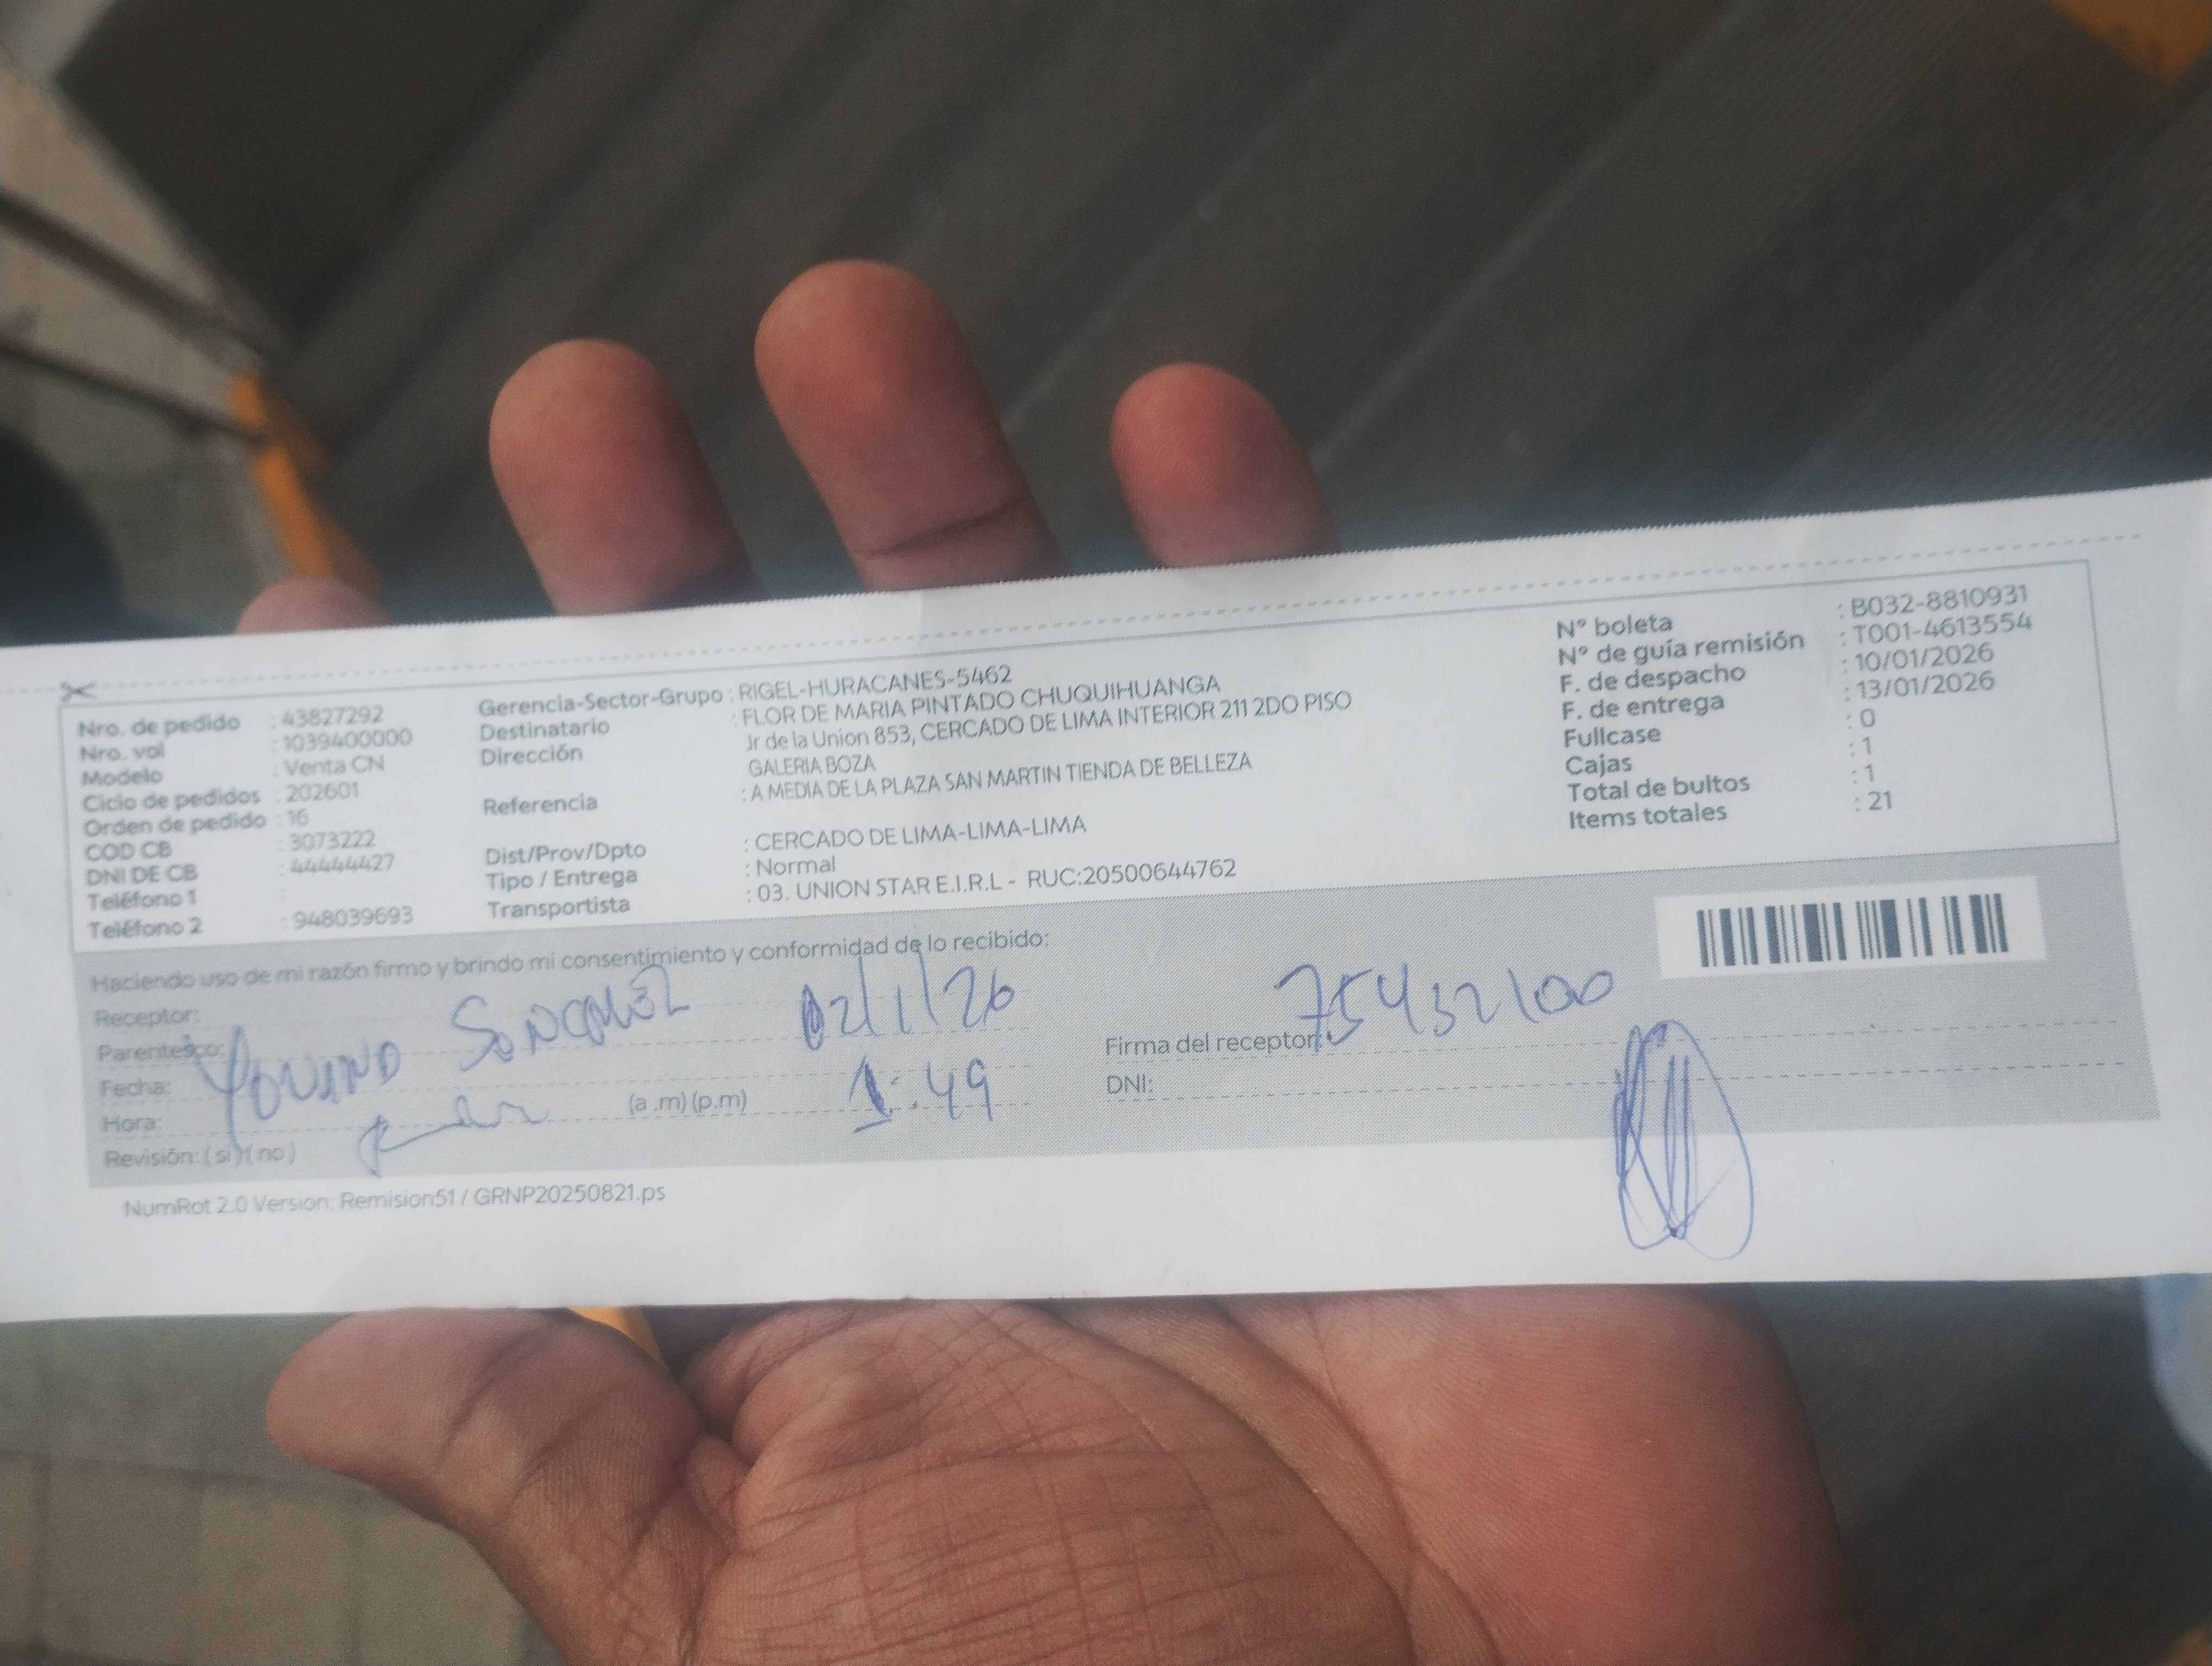 Nro. de pedido : 43827292
Nro. val : 1039400000
Modelo : Venta CN
Ciclo de pedidos : 202601
Orden de pedido : 16
COD CB : 3073222
DNI DE CB : 44444427
Teléfono 1 :
Teléfono 2 : 948039693
Gerencia-Sector-Grupo : RIGEL-HURACANES-5462
Destinatario : FLOR DE MARIA PINTADO CHUQUIHUANGA
Dirección Jr de la Union 853, CERCADO DE LIMA INTERIOR 211 2DO PISO
GALERIA BOZA
Referencia : A MEDIA DE LA PLAZA SAN MARTIN TIENDA DE BELLEZA
Dist/Prov/Dpto : CERCADO DE LIMA-LIMA-LIMA
Tipo / Entrega : Normal
Transportista : 03. UNION STAR E.I.R.L - RUC:20500644762
Nº boleta : B032-8810931
Nº de guía remisión : T001-4613554
F. de despacho : 10/01/2026
F. de entrega : 13/01/2026
Fullcase : 0
Cajas : 1
Total de bultos : 1
Items totales : 21
Haciendo uso de mi razón firmo y brindo mi consentimiento y conformidad de lo recibido:
Receptor:
Parentesco:
Fecha: 12/1/26
Hora: (a .m) (p.m) 1:49
Revisión: ( si ) ( no )
Firma del receptor: 75432100
DNI:
NumRot 2.0 Version: Remision51 / GRNP20250821.ps